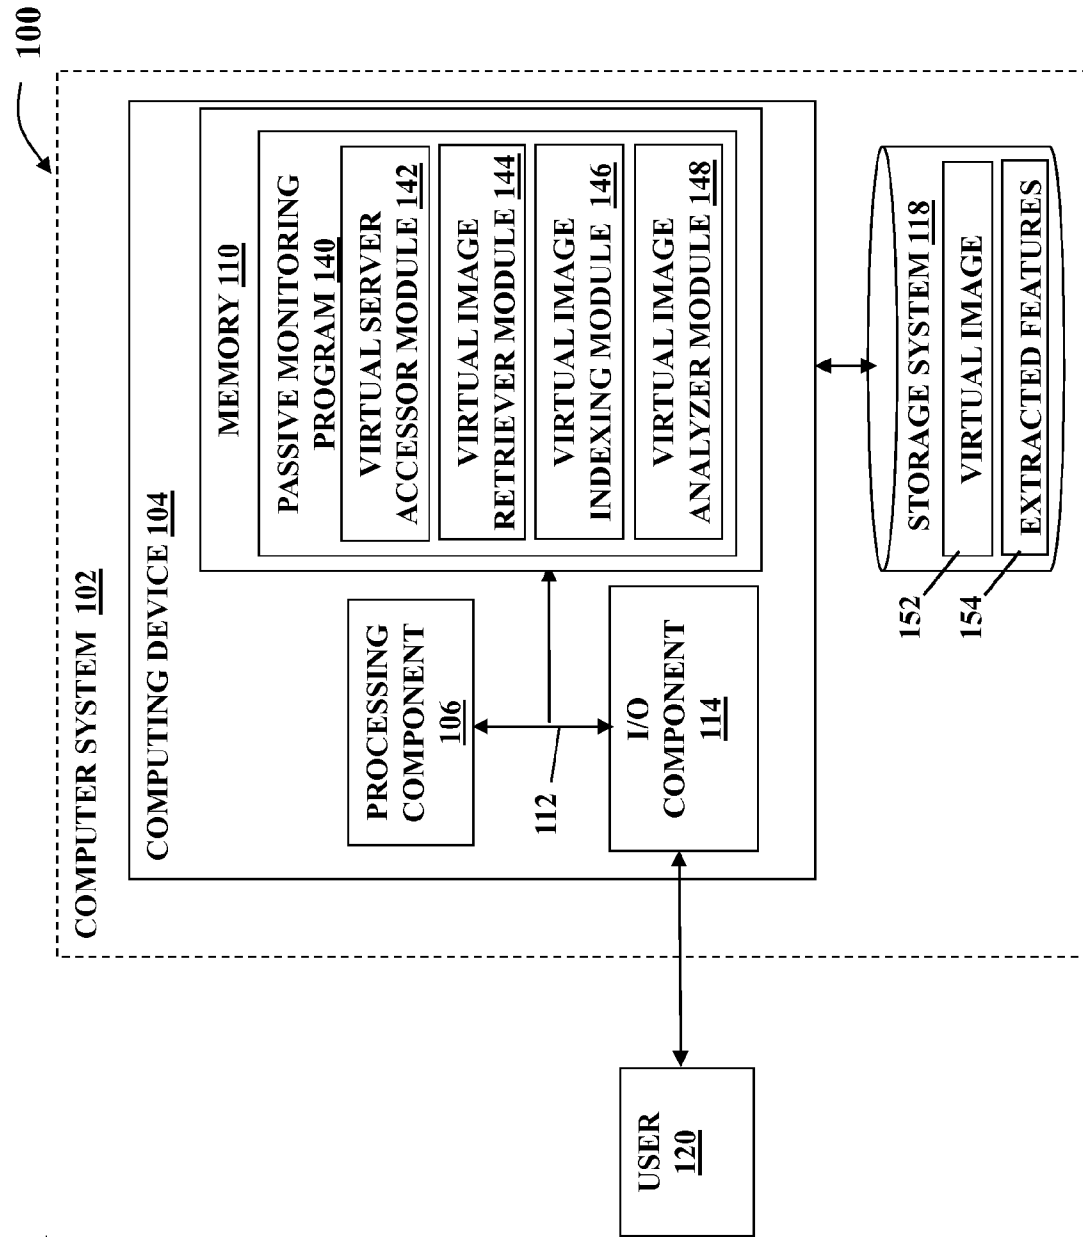 100
COMPUTER SYSTEM 102
COMPUTING DEVICE 104
MEMORY 110
PASSIVE MONITORING
PROGRAM 140
VIRTUAL SERVER
ACCESSOR MODULE 142
VIRTUAL IMAGE
RETRIEVER MODULE 144
VIRTUAL IMAGE
INDEXING MODULE 146
VIRTUAL IMAGE
ANALYZER MODULE 148
PROCESSING
COMPONENT
106
112
I/O
COMPONENT
114
STORAGE SYSTEM 118
VIRTUAL IMAGE
EXTRACTED FEATURES
152
154
USER
120